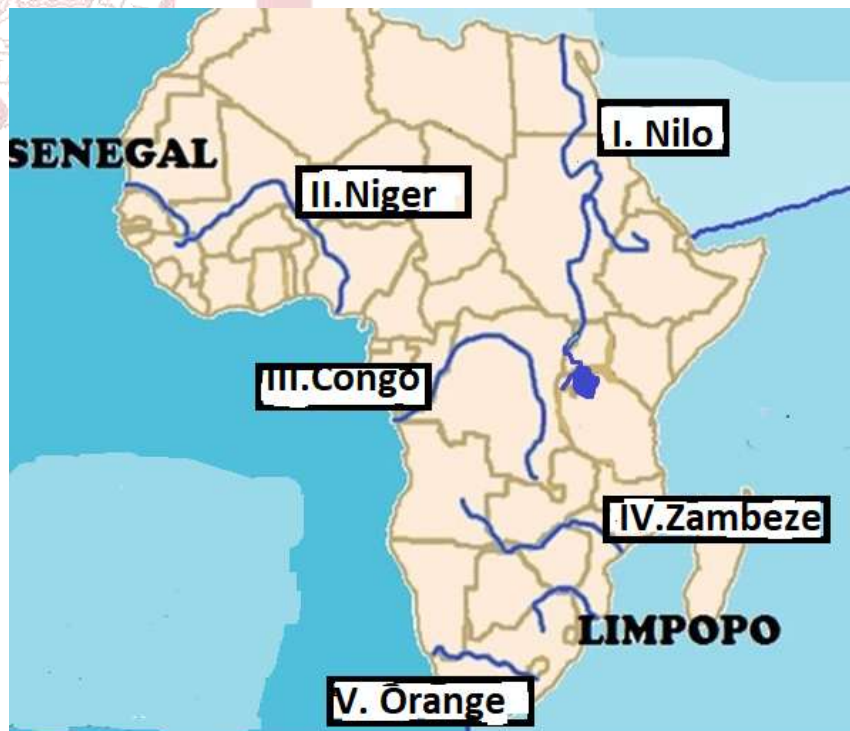 I. Nilo
SENEGAL
II.Niger
III.Congo
IV.Zambeze
LIMPOPO
V. Orange